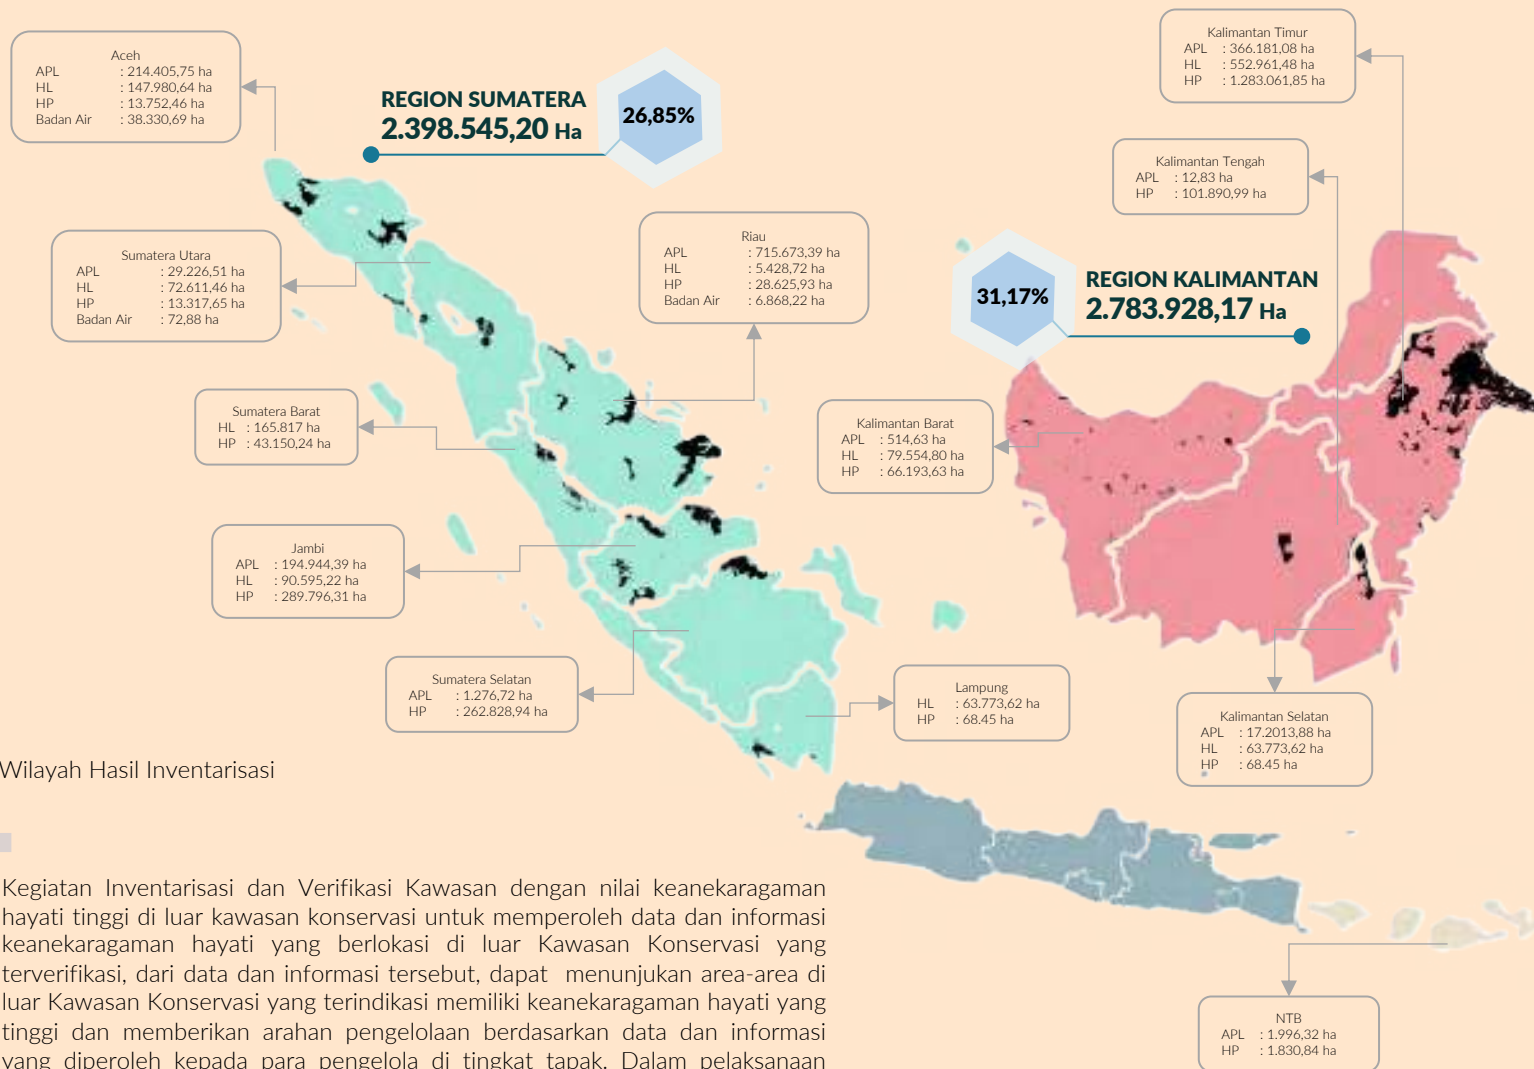 Aceh
APL : 214.405,75 ha
HL : 147.980,64 ha
HP : 13.752,46 ha
Badan Air : 38.330,69 ha
REGION SUMATERA
2.398.545,20 Ha
26,85%
Kalimantan Timur
APL : 366.181,08 ha
HL : 552.961,48 ha
HP : 1.283.061,85 ha
Kalimantan Tengah
APL : 12,83 ha
HP : 101.890,99 ha
Sumatera Utara
APL : 29.226,51 ha
HL : 72.611,46 ha
HP : 13.317,65 ha
Badan Air : 72,88 ha
Riau
APL : 715.673,39 ha
HL : 5.428,72 ha
HP : 28.625,93 ha
Badan Air : 6.868,22 ha
31,17%
REGION KALIMANTAN
2.783.928,17 Ha
Sumatera Barat
HL : 165.817 ha
HP : 43.150,24 ha
Kalimantan Barat
APL : 514,63 ha
HL : 79.554,80 ha
HP : 66.193,63 ha
Jambi
APL : 194.944,39 ha
HL : 90.595,22 ha
HP : 289.796,31 ha
Sumatera Selatan
APL : 1.276,72 ha
HP : 262.828,94 ha
Lampung
HL : 63.773,62 ha
HP : 68.45 ha
Kalimantan Selatan
APL : 17.2013,88 ha
HL : 63.773,62 ha
HP : 68.45 ha
Wilayah Hasil Inventarisasi
Kegiatan Inventarisasi dan Verifikasi Kawasan dengan nilai keanekaragaman
hayati tinggi di luar kawasan konservasi untuk memperoleh data dan informasi
keanekaragaman hayati yang berlokasi di luar Kawasan Konservasi yang
terverifikasi, dari data dan informasi tersebut, dapat menunjukan area-area di
luar Kawasan Konservasi yang terindikasi memiliki keanekaragaman hayati yang
tinggi dan memberikan arahan pengelolaan berdasarkan data dan informasi
yang diperoleh kepada para pengelola di tingkat tapak. Dalam pelaksanaan
NTB
APL : 1.996,32 ha
HP : 1.830,84 ha